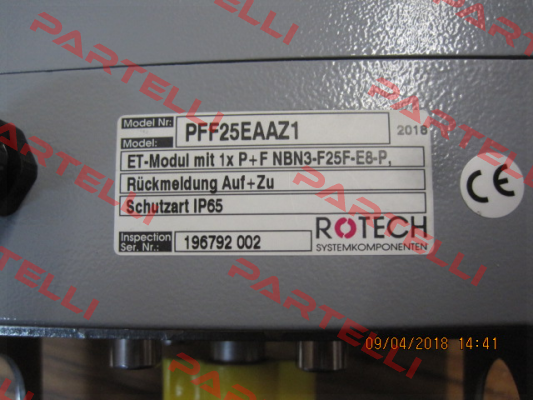 PARTELLI
PARTELLI
PARTELLI
Model Nr:
Model:
PFF25EAAZ1
2018
ET-Modul mit 1x P+F NBN3-F25F-E8-P,
Rückmeldung Auf+Zu
Schutzart IP65
CE
Inspection
Ser. Nr.:
196792 002
ROTECH
SYSTEMKOMPONENTEN
PARTELLI
PARTELLI
PARTELLI
09/04/2018 14:41